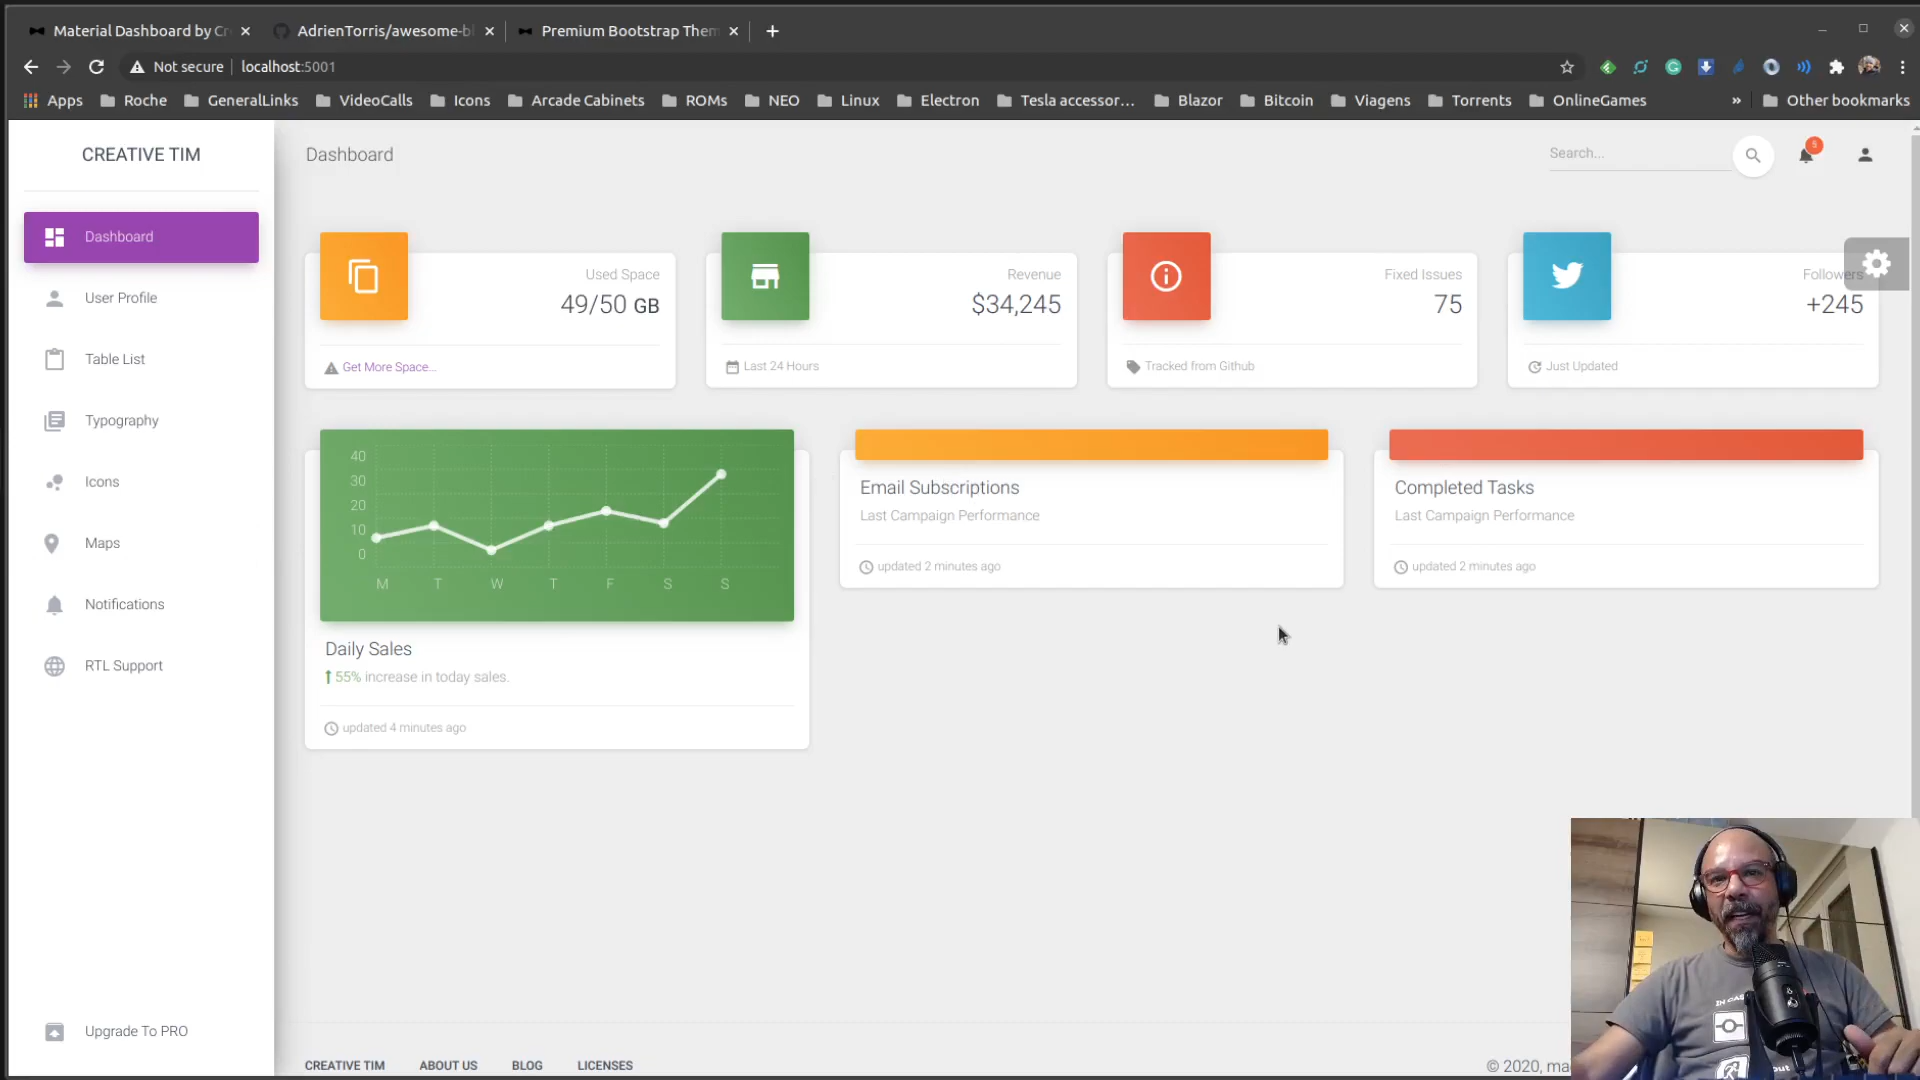 Material Dashboard by Cr
AdrienTorris/awesome-bl
Premium Bootstrap Them
Not secure
localhost:5001
Apps
Roche
GeneralLinks
VideoCalls
Icons
Arcade Cabinets
ROMs
NEO
Linux
Electron
Tesla accessor...
Blazor
Bitcoin
Viagens
Torrents
OnlineGames
»
Other bookmarks
CREATIVE TIM
Dashboard
User Profile
Table List
Typography
Icons
Maps
Notifications
RTL Support
Upgrade To PRO
Dashboard
Search...
5
Used Space
49/50 GB
Get More Space...
Revenue
$34,245
Last 24 Hours
Fixed Issues
75
Tracked from Github
Followers
+245
Just Updated
40
30
20
10
0
M T W T F S S
Daily Sales
55% increase in today sales.
updated 4 minutes ago
Email Subscriptions
Last Campaign Performance
updated 2 minutes ago
Completed Tasks
Last Campaign Performance
updated 2 minutes ago
CREATIVE TIM
ABOUT US
BLOG
LICENSES
© 2020, ma
IN CAS
out